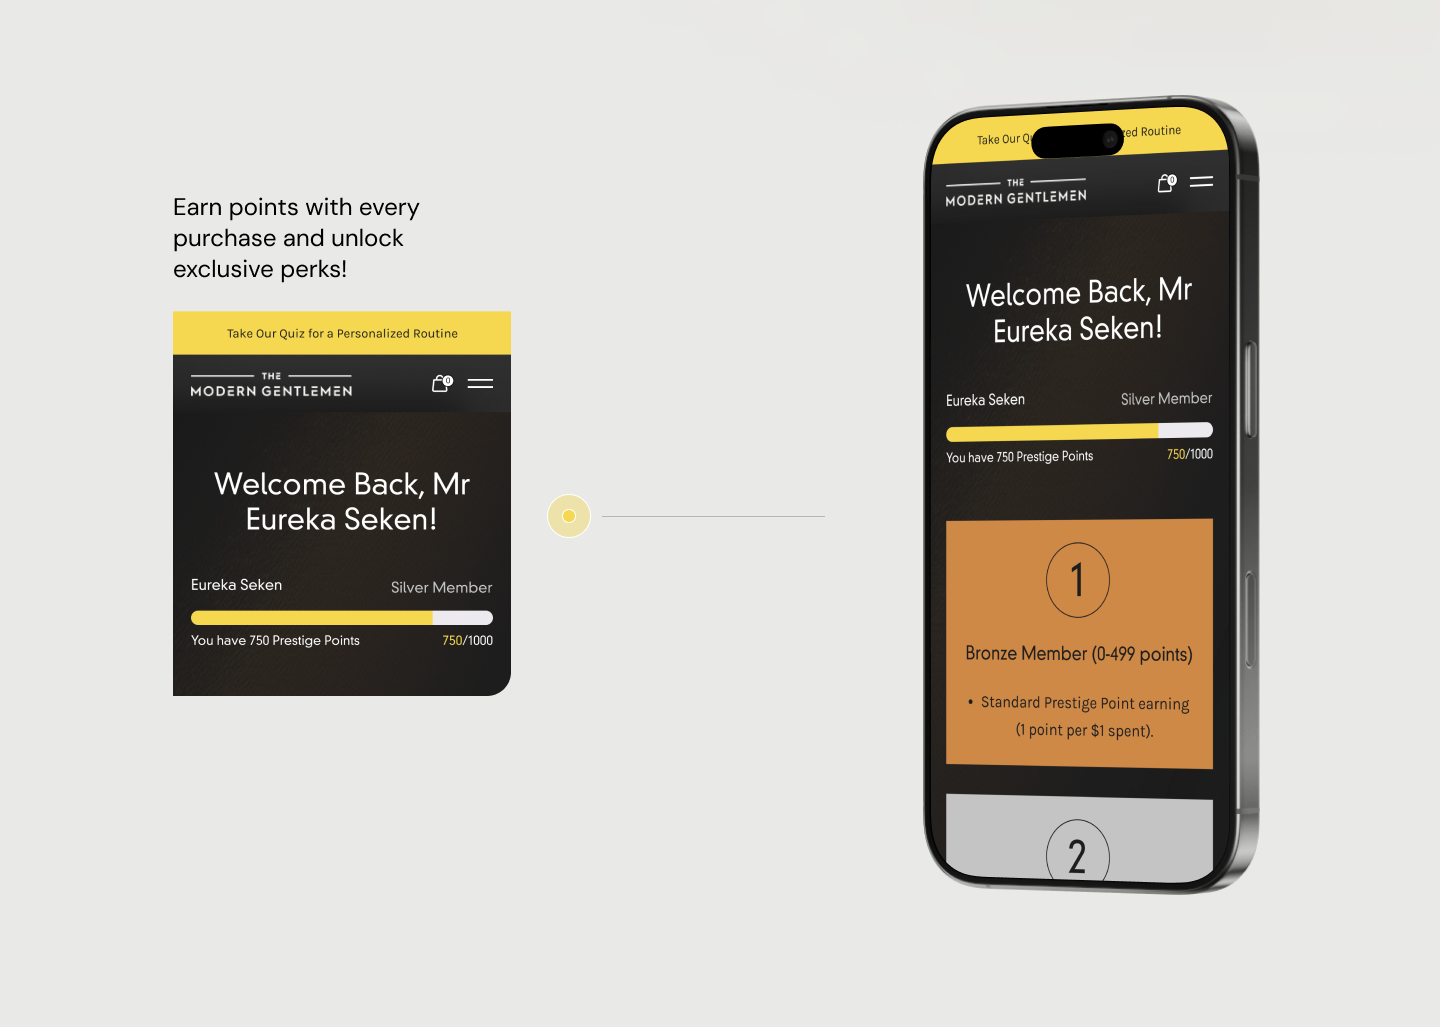 Earn points with every
purchase and unlock
exclusive perks!
Take Our Quiz for a Personalized Routine
THE
MODERN GENTLEMEN
0
Welcome Back, Mr
Eureka Seken!
Eureka Seken
Silver Member
You have 750 Prestige Points
750/1000
Take Our Routine
THE
MODERN GENTLEMEN
0
Welcome Back, Mr
Eureka Seken!
Eureka Seken
Silver Member
You have 750 Prestige Points
750/1000
1
Bronze Member (0-499 points)
• Standard Prestige Point earning
(1 point per $1 spent).
2